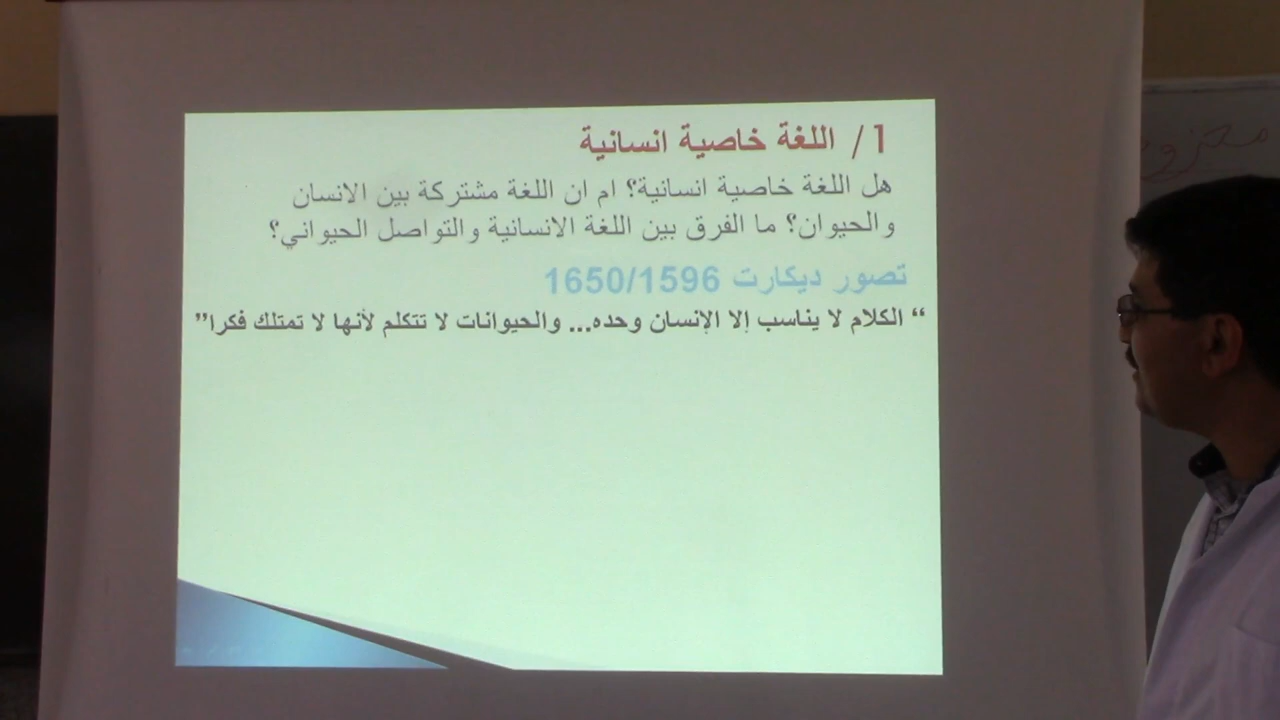 1/ اللغة خاصية انسانية
هل اللغة خاصية انسانية؟ ام ان اللغة مشتركة بين الانسان
والحيوان؟ ما الفرق بين اللغة الانسانية والتواصل الحيواني؟
تصور ديكارت 1650/1596
“ الكلام لا يناسب إلا الإنسان وحده... والحيوانات لا تتكلم لأنها لا تمتلك فكرا”